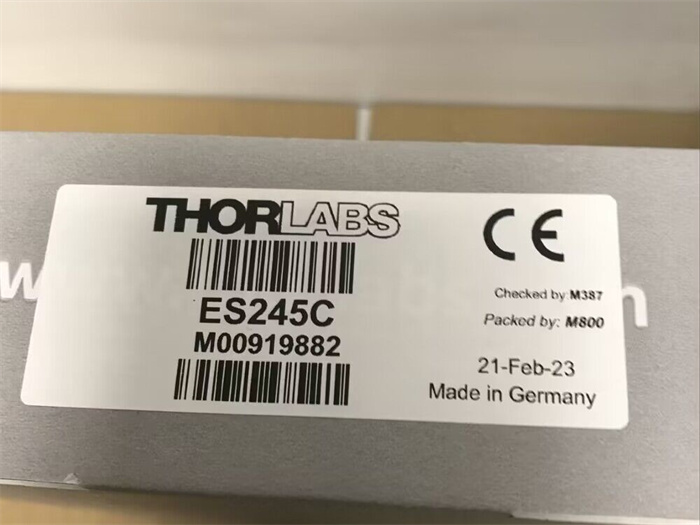 THORLABS
ES245C
M00919882
CE
Checked by: M387
Packed by: M800
21-Feb-23
Made in Germany